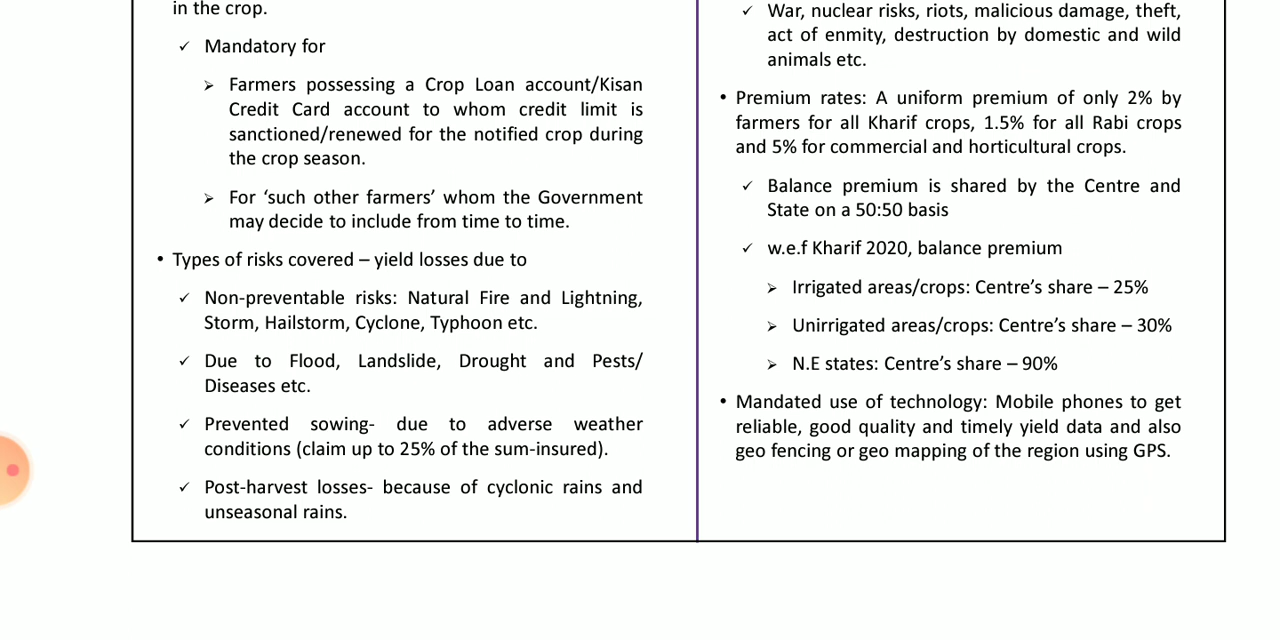 in the crop.
✓ Mandatory for
➢ Farmers possessing a Crop Loan account/Kisan
Credit Card account to whom credit limit is
sanctioned/renewed for the notified crop during
the crop season.
➢ For ‘such other farmers’ whom the Government
may decide to include from time to time.
• Types of risks covered – yield losses due to
✓ Non-preventable risks: Natural Fire and Lightning,
Storm, Hailstorm, Cyclone, Typhoon etc.
✓ Due to Flood, Landslide, Drought and Pests/
Diseases etc.
✓ Prevented sowing- due to adverse weather
conditions (claim up to 25% of the sum-insured).
✓ Post-harvest losses- because of cyclonic rains and
unseasonal rains.
✓ War, nuclear risks, riots, malicious damage, theft,
act of enmity, destruction by domestic and wild
animals etc.
• Premium rates: A uniform premium of only 2% by
farmers for all Kharif crops, 1.5% for all Rabi crops
and 5% for commercial and horticultural crops.
✓ Balance premium is shared by the Centre and
State on a 50:50 basis
✓ w.e.f Kharif 2020, balance premium
➢ Irrigated areas/crops: Centre’s share – 25%
➢ Unirrigated areas/crops: Centre’s share – 30%
➢ N.E states: Centre’s share – 90%
• Mandated use of technology: Mobile phones to get
reliable, good quality and timely yield data and also
geo fencing or geo mapping of the region using GPS.